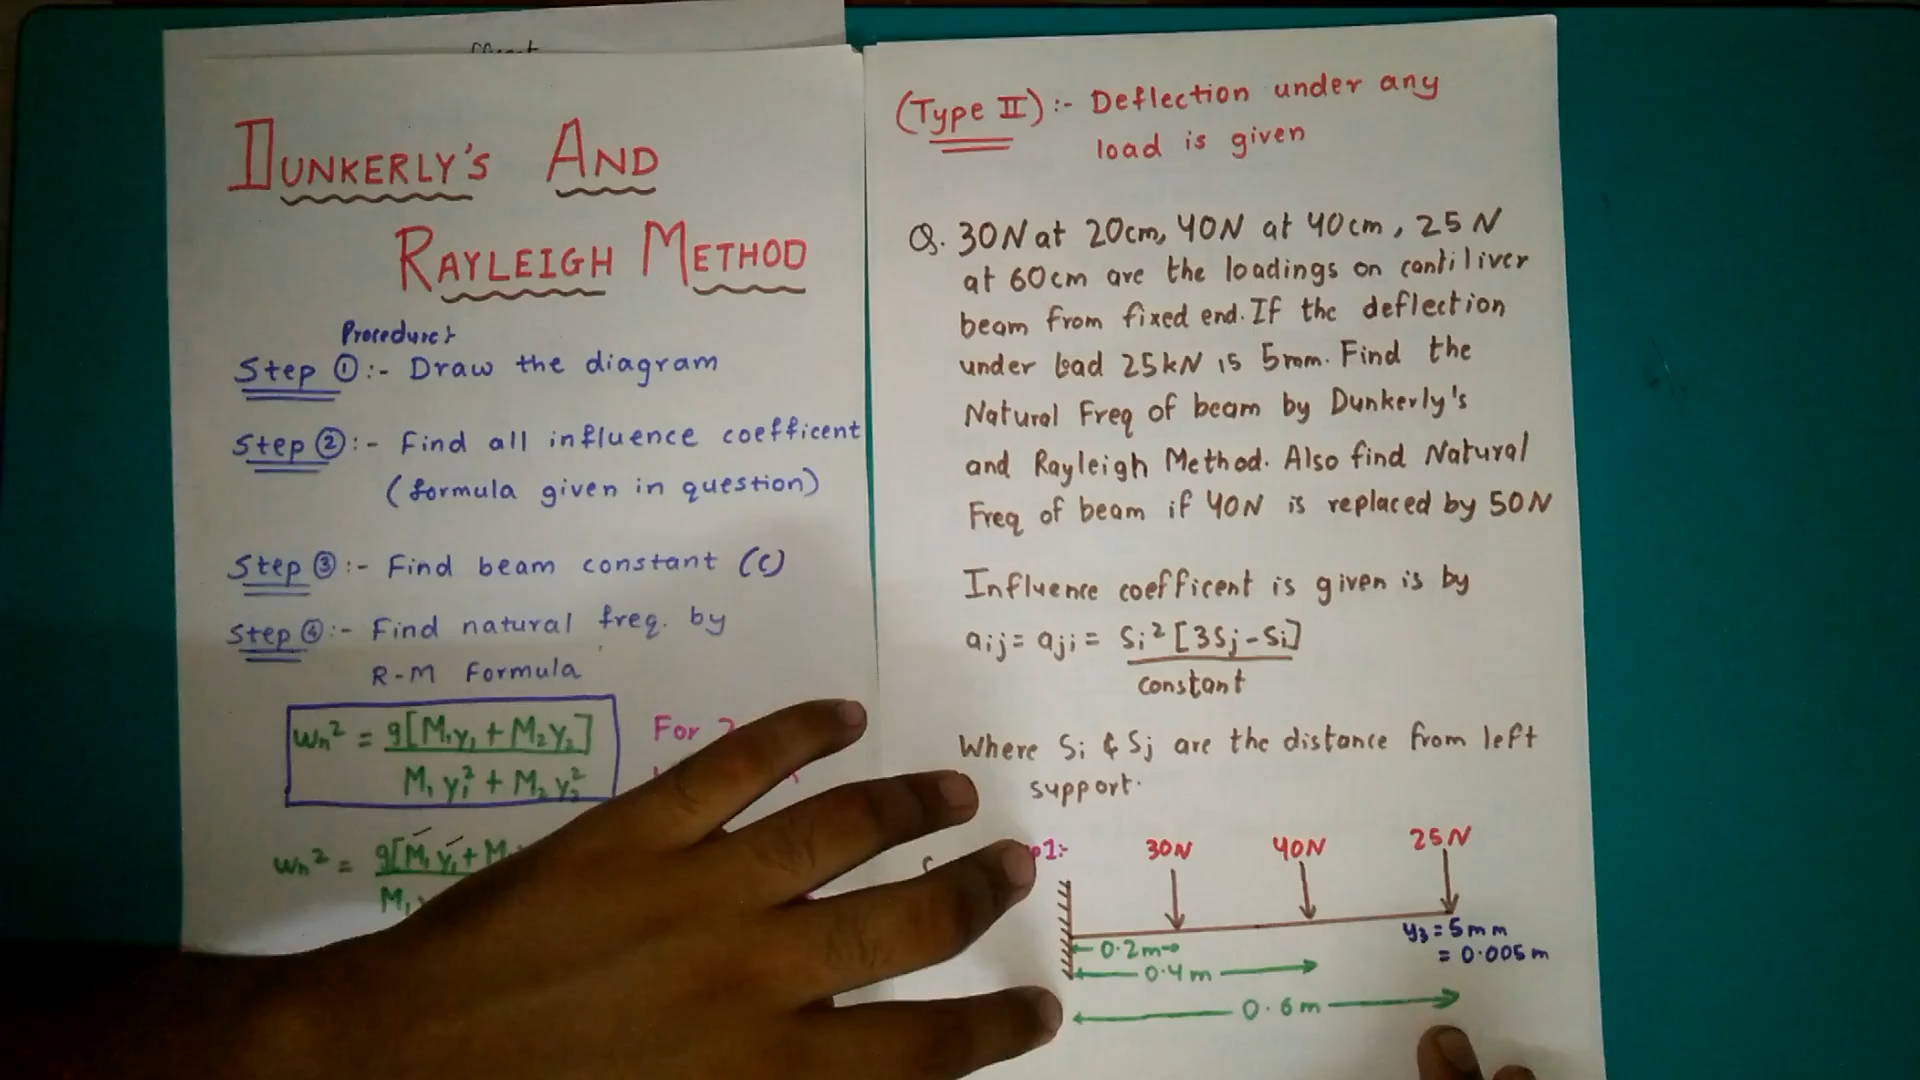 DUNKERLY'S AND
RAYLEIGH METHOD
Procedure:
Step ①:- Draw the diagram
Step ②:- Find all influence coefficent
(formula given in question)
Step ③:- Find beam constant (C)
Step ④:- Find natural freq. by
R-M Formula
Wn² = g[M₁y₁ + M₂y₂]
M₁y₁² + M₂y₂²
For
wn² = g[M₁y₁+
M₁
(Type II):- Deflection under any
load is given
Q. 30N at 20cm, 40N at 40cm, 25N
at 60cm are the loadings on cantiliver
beam from fixed end. If the deflection
under load 25kN is 5mm. Find the
Natural Freq of beam by Dunkerly's
and Rayleigh Method. Also find Natural
Freq of beam if 40N is replaced by 50N
Influence coefficent is given is by
aij = aji = Si²[3Sj-Si]
constant
Where Si & Sj are the distance from left
support.
p1:- 30N 40N 25N
y₃ = 5mm
= 0.005m
0.2m
0.4m
0.6m